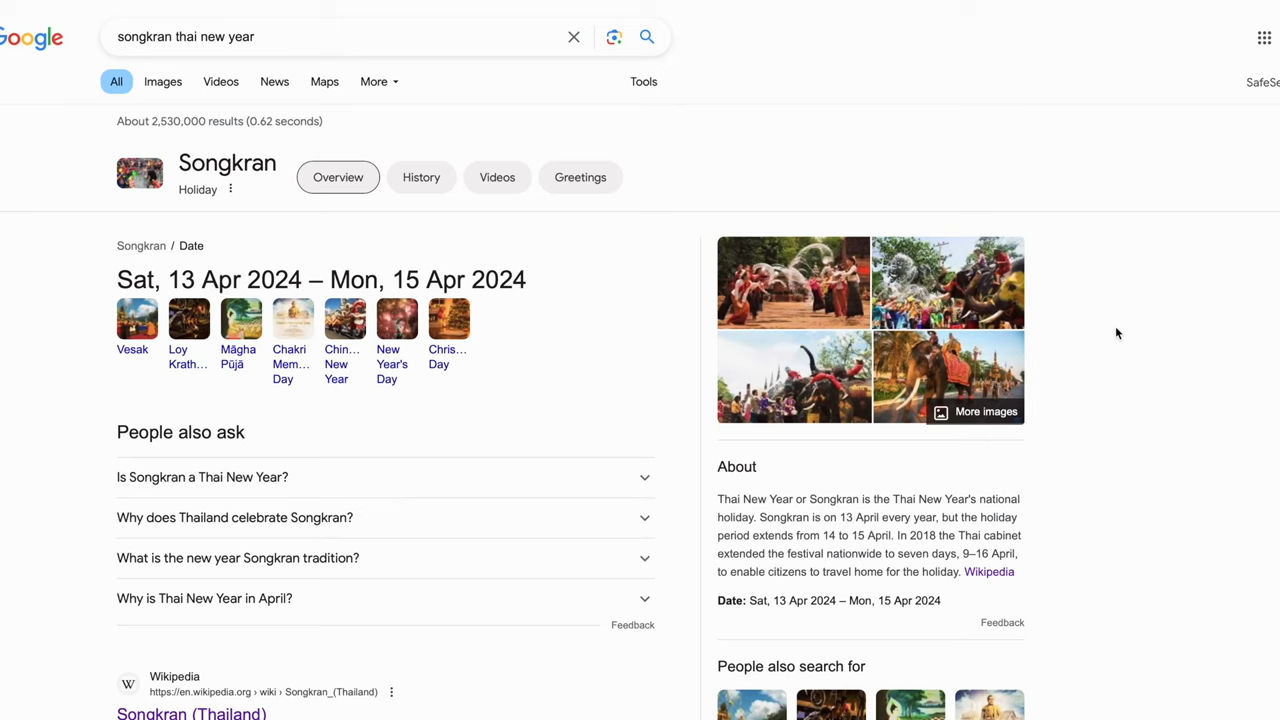 Google
songkran thai new year
All Images Videos News Maps More Tools
SafeSe
About 2,530,000 results (0.62 seconds)
Songkran
Holiday
Overview History Videos Greetings
Songkran / Date
Sat, 13 Apr 2024 – Mon, 15 Apr 2024
Vesak
Loy
Krath...
Māgha
Pūjā
Chakri
Mem...
Day
Chin...
New
Year
New
Year's
Day
Chris...
Day
People also ask
Is Songkran a Thai New Year?
Why does Thailand celebrate Songkran?
What is the new year Songkran tradition?
Why is Thai New Year in April?
Feedback
W
Wikipedia
https://en.wikipedia.org › wiki › Songkran_(Thailand)
Songkran (Thailand)
More images
About
Thai New Year or Songkran is the Thai New Year's national
holiday. Songkran is on 13 April every year, but the holiday
period extends from 14 to 15 April. In 2018 the Thai cabinet
extended the festival nationwide to seven days, 9–16 April,
to enable citizens to travel home for the holiday. Wikipedia
Date: Sat, 13 Apr 2024 – Mon, 15 Apr 2024
Feedback
People also search for